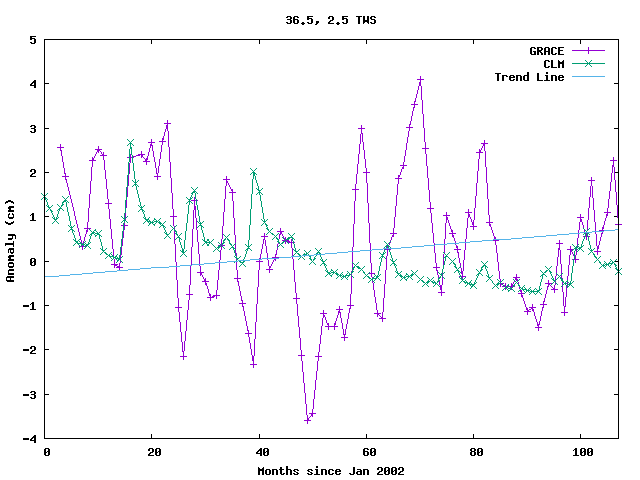 36.5, 2.5 TWS
GRACE
CLM
Trend Line
Anomaly (cm)
5
4
3
2
1
0
-1
-2
-3
-4
0 20 40 60 80 100
Months since Jan 2002